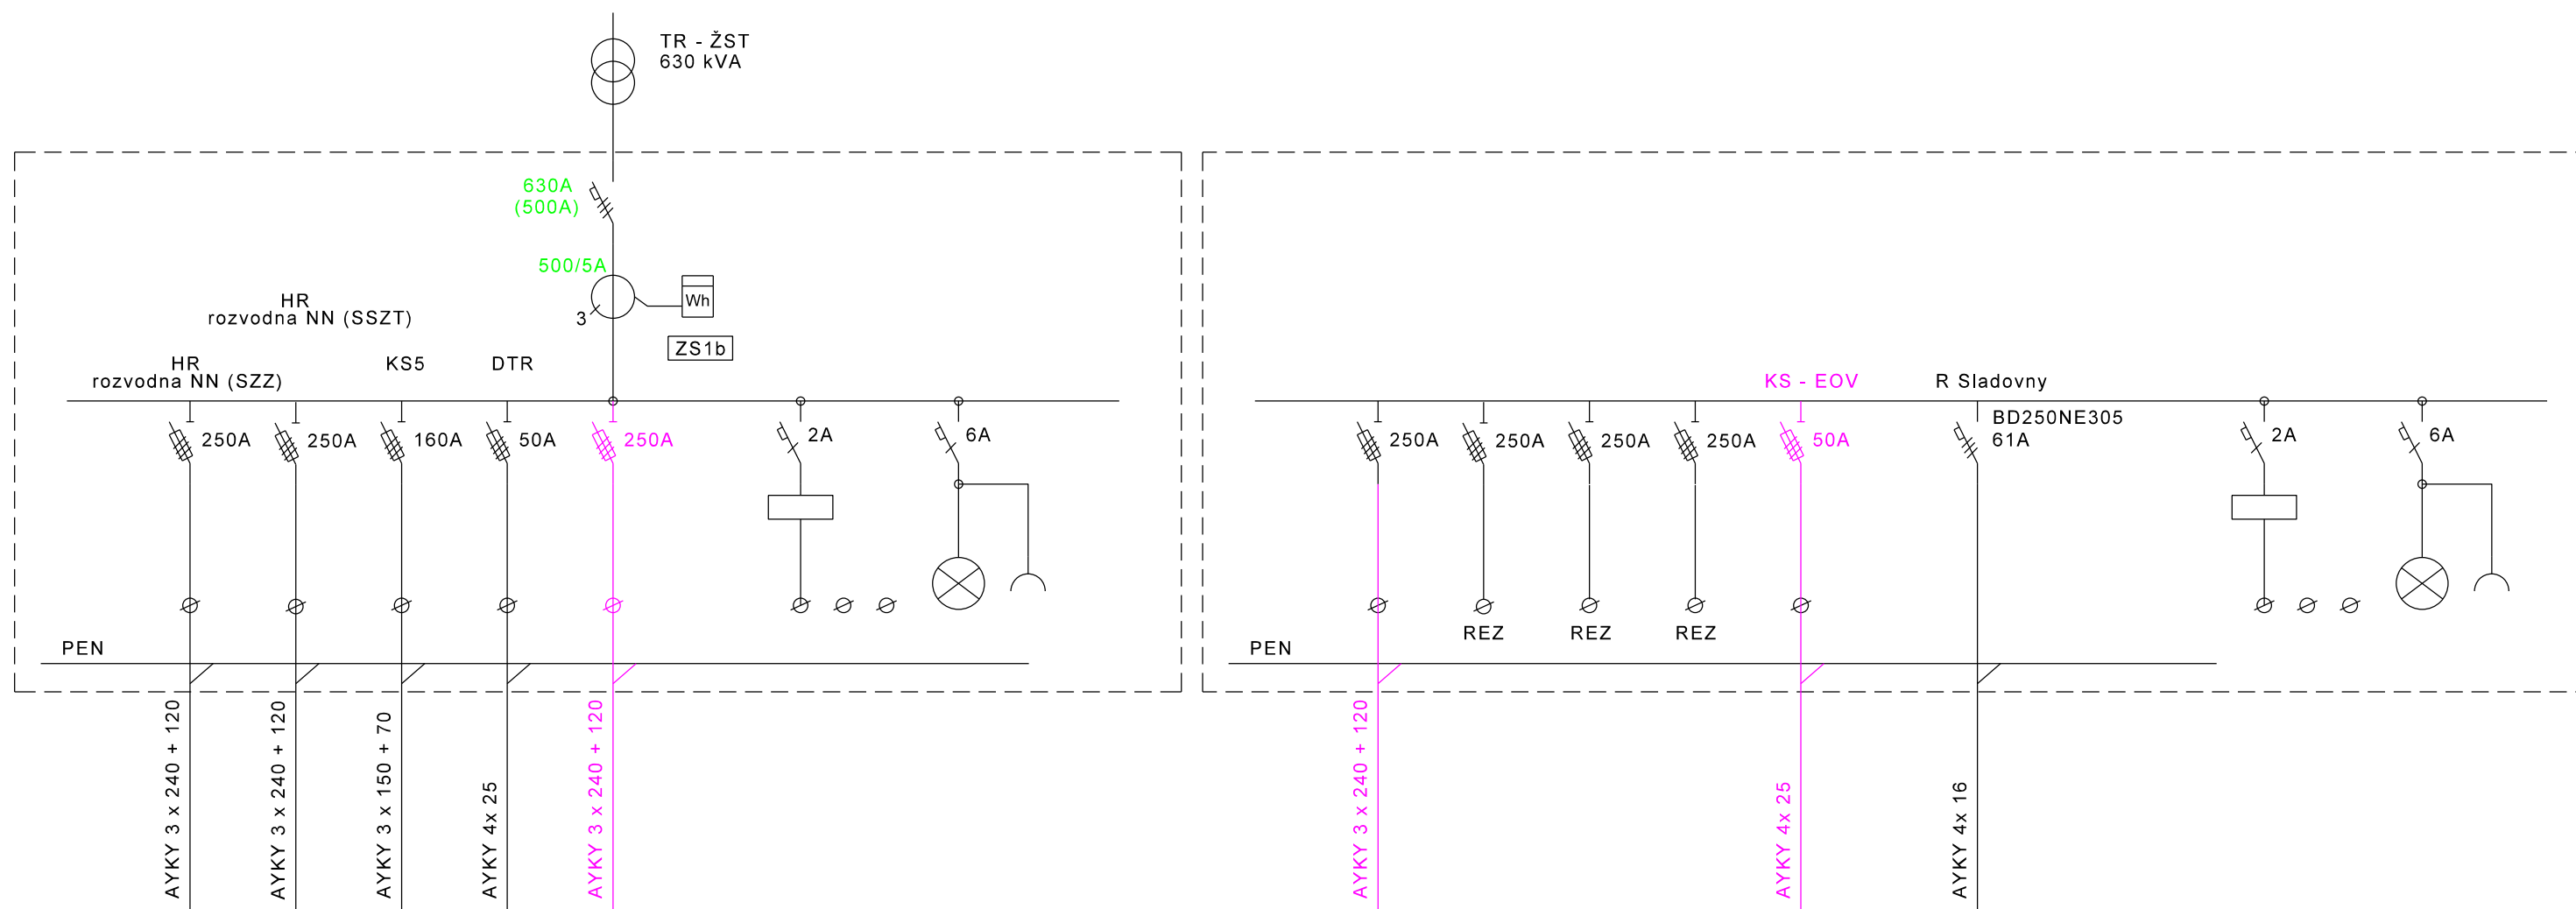 TR - ŽST
630 kVA
630A
(500A)
500/5A
3
Wh
ZS1b
HR
rozvodna NN (SSZT)
HR
rozvodna NN (SZZ)
KS5
DTR
250A
250A
160A
50A
250A
2A
6A
PEN
AYKY 3 x 240 + 120
AYKY 3 x 240 + 120
AYKY 3 x 150 + 70
AYKY 4x 25
AYKY 3 x 240 + 120
KS - EOV
R Sladovny
250A
250A
250A
250A
50A
BD250NE305
61A
2A
6A
REZ
REZ
REZ
PEN
AYKY 3 x 240 + 120
AYKY 4x 25
AYKY 4x 16